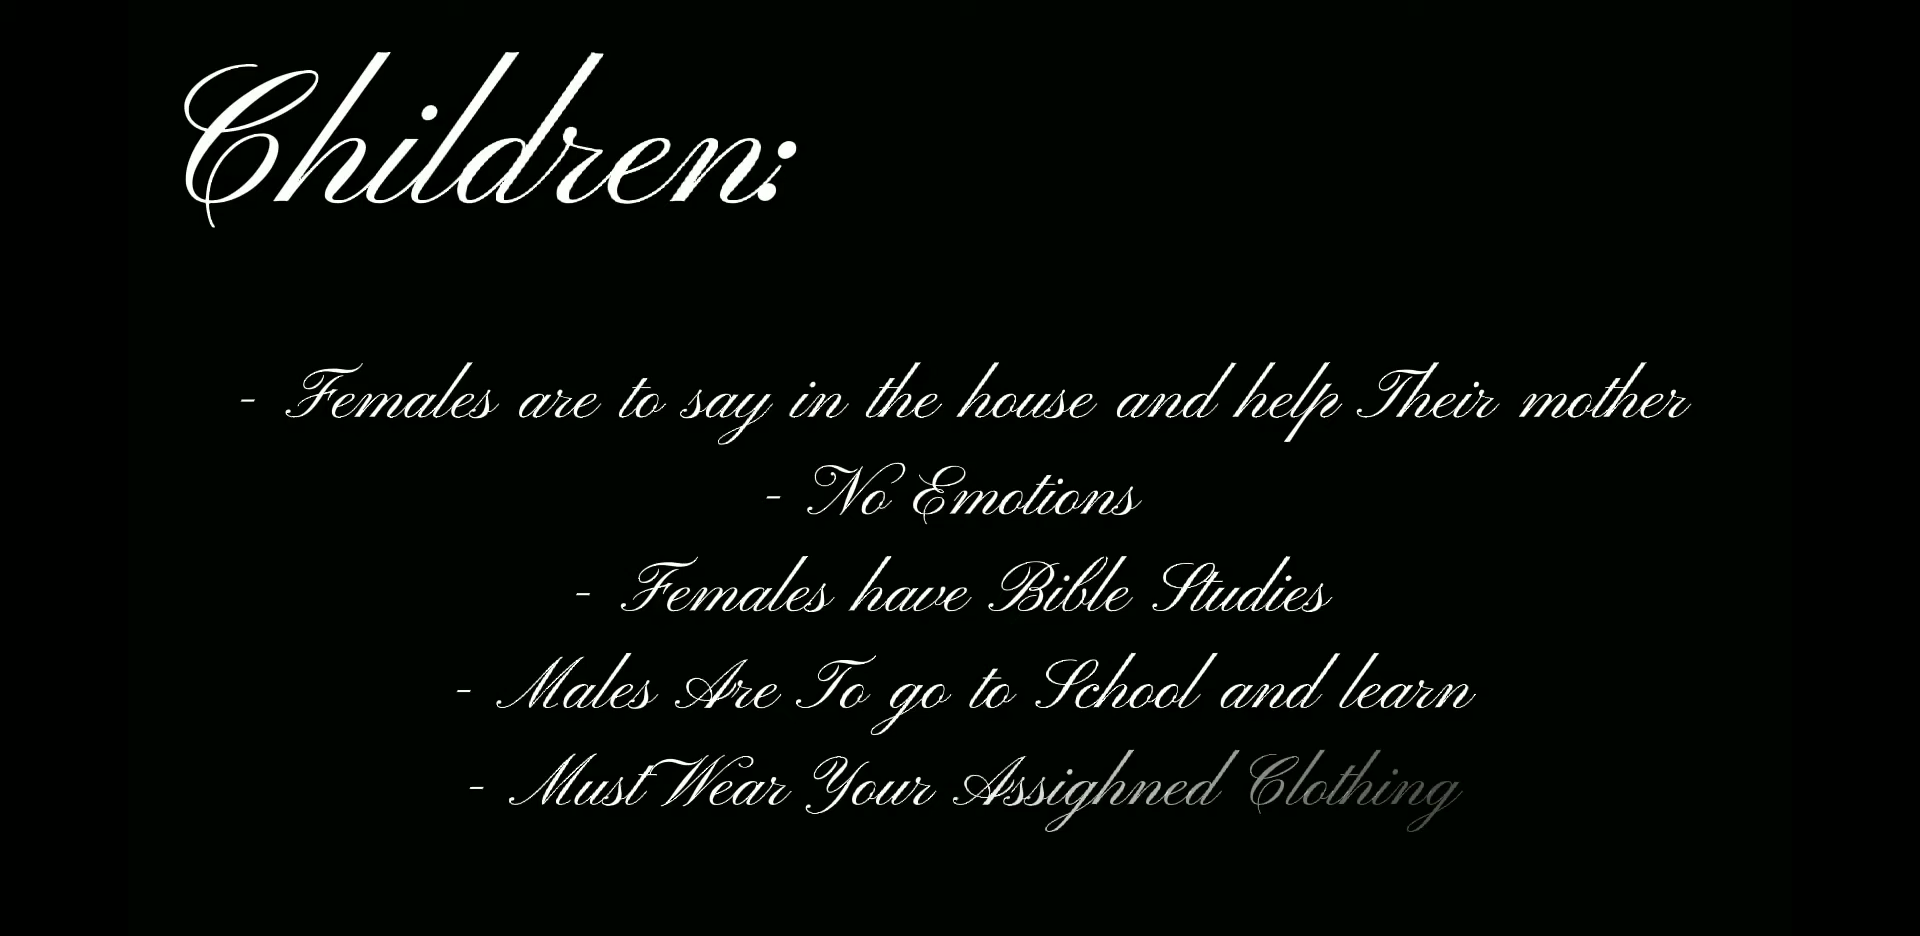 Children:
- Females are to say in the house and help Their mother
- No Emotions
- Females have Bible Studies
- Males Are To go to School and learn
- Must Wear Your Assighned Clothing